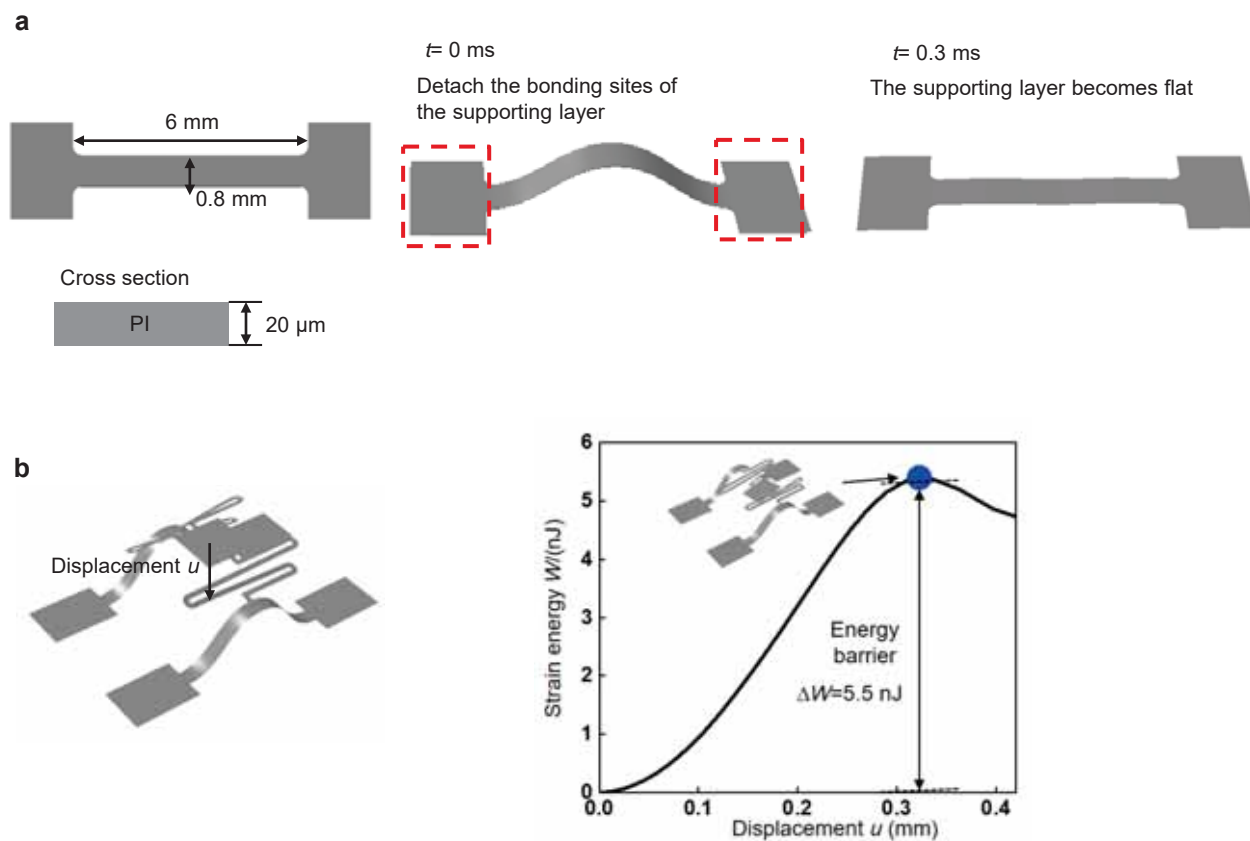 a
t= 0 ms
Detach the bonding sites of
the supporting layer
t= 0.3 ms
The supporting layer becomes flat
6 mm
0.8 mm
Cross section
PI
20 μm
b
Displacement u
Strain energy W/(nJ)
6
5
4
3
2
1
0
Energy
barrier
ΔW=5.5 nJ
0.0 0.1 0.2 0.3 0.4
Displacement u (mm)